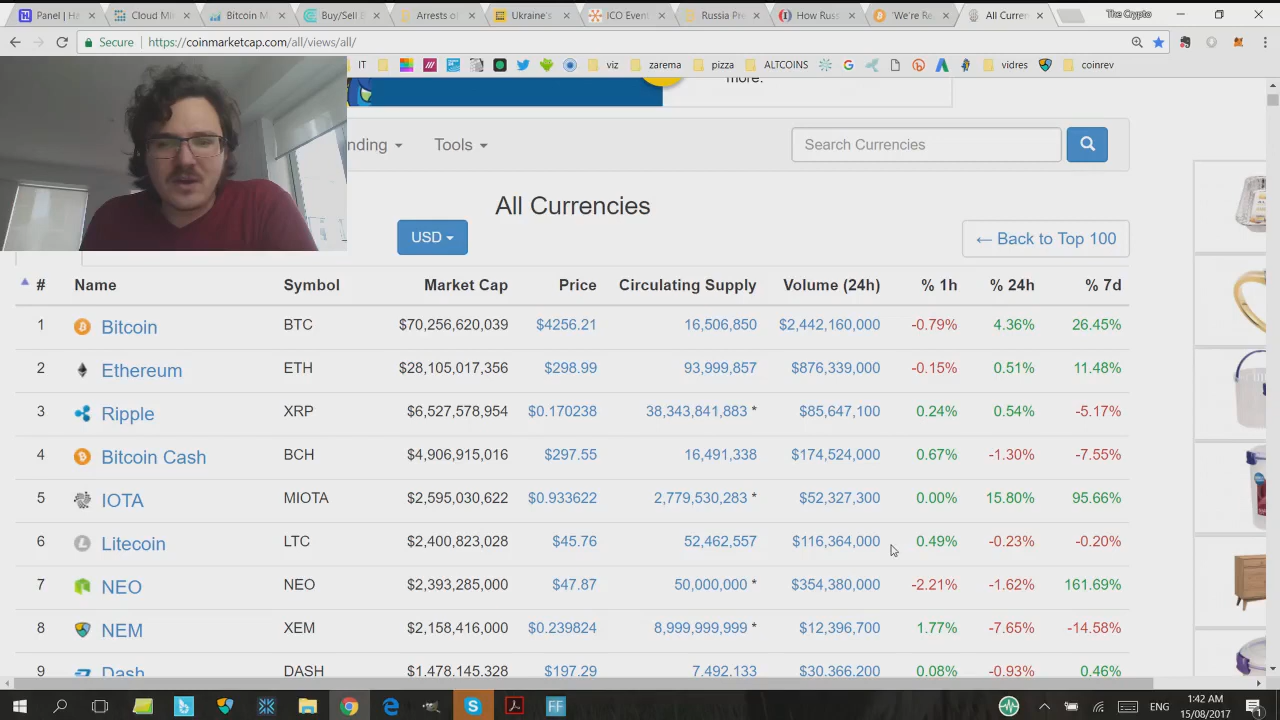 Panel | Ha
Cloud Mi
Bitcoin M
Buy/Sell &
Arrests of
Ukraine's
ICO Even
Russia Pre
How Russ
'We're Re
All Curren
The Crypto
Secure https://coinmarketcap.com/all/views/all/
IT viz zarema pizza ALTCOINS vidres coinrev
more.
nding Tools Search Currencies
All Currencies
USD ← Back to Top 100
# Name Symbol Market Cap Price Circulating Supply Volume (24h) % 1h % 24h % 7d
1 Bitcoin BTC $70,256,620,039 $4256.21 16,506,850 $2,442,160,000 -0.79% 4.36% 26.45%
2 Ethereum ETH $28,105,017,356 $298.99 93,999,857 $876,339,000 -0.15% 0.51% 11.48%
3 Ripple XRP $6,527,578,954 $0.170238 38,343,841,883 * $85,647,100 0.24% 0.54% -5.17%
4 Bitcoin Cash BCH $4,906,915,016 $297.55 16,491,338 $174,524,000 0.67% -1.30% -7.55%
5 IOTA MIOTA $2,595,030,622 $0.933622 2,779,530,283 * $52,327,300 0.00% 15.80% 95.66%
6 Litecoin LTC $2,400,823,028 $45.76 52,462,557 $116,364,000 0.49% -0.23% -0.20%
7 NEO NEO $2,393,285,000 $47.87 50,000,000 * $354,380,000 -2.21% -1.62% 161.69%
8 NEM XEM $2,158,416,000 $0.239824 8,999,999,999 * $12,396,700 1.77% -7.65% -14.58%
9 Dash DASH $1,478,145,328 $197.29 7,492,133 $30,366,200 0.08% -0.93% 0.46%
ENG 1:42 AM
15/08/2017